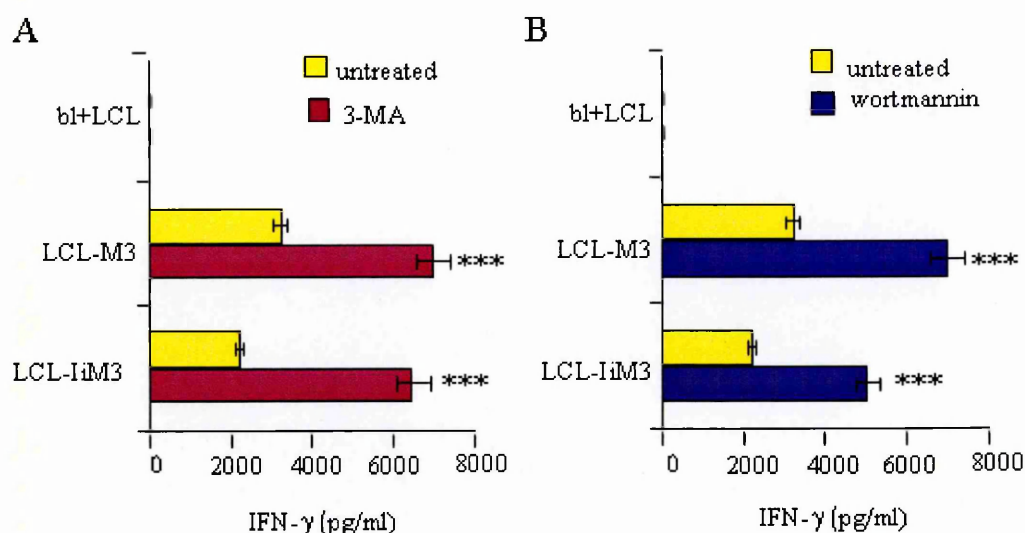 A
untreated
3-MA
bl+LCL
LCL-M3
***
LCL-IiM3
***
0 2000 4000 6000 8000
IFN-γ (pg/ml)
B
untreated
wortmannin
bl+LCL
LCL-M3
***
LCL-IiM3
***
0 2000 4000 6000 8000
IFN-γ (pg/ml)